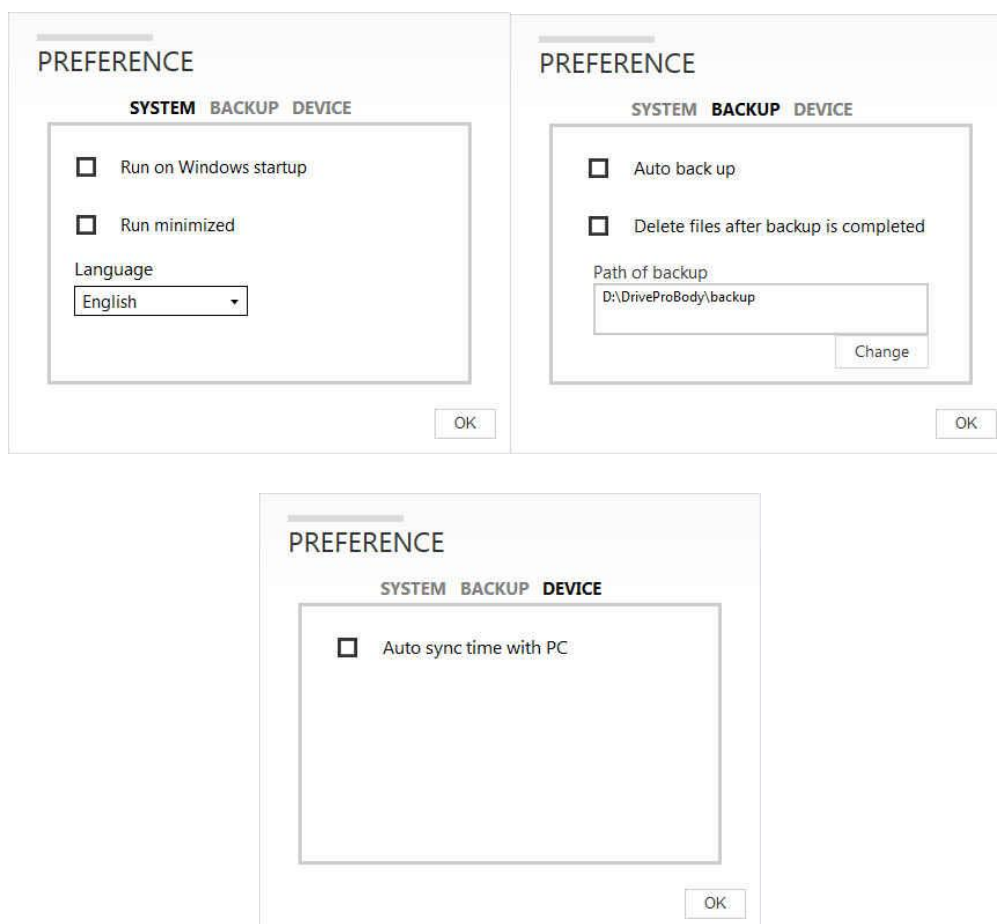 PREFERENCE
SYSTEM BACKUP DEVICE
Run on Windows startup
Run minimized
Language
English
OK
PREFERENCE
SYSTEM BACKUP DEVICE
Auto back up
Delete files after backup is completed
Path of backup
D:\DriveProBody\backup
Change
OK
PREFERENCE
SYSTEM BACKUP DEVICE
Auto sync time with PC
OK